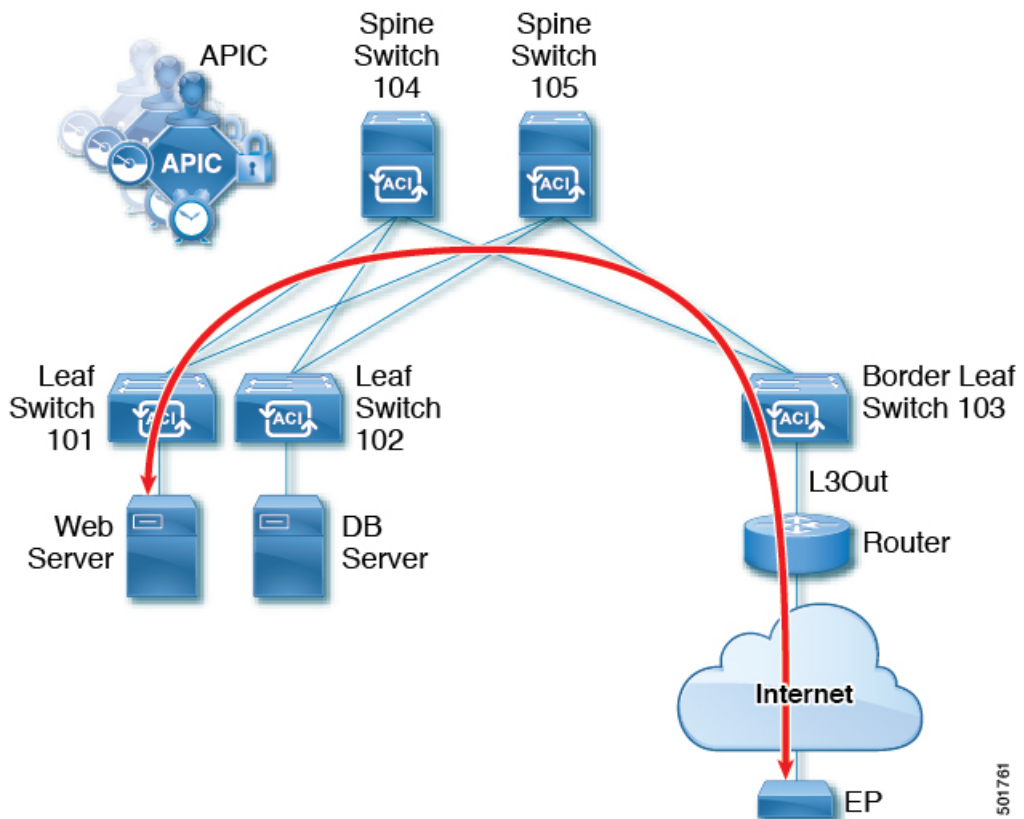 APIC
APIC
Spine
Switch
104
Spine
Switch
105
ACI
ACI
Leaf
Switch
101
ACI
ACI
Leaf
Switch
102
ACI
Border Leaf
Switch 103
L3Out
Web
Server
DB
Server
Router
Internet
EP
501761